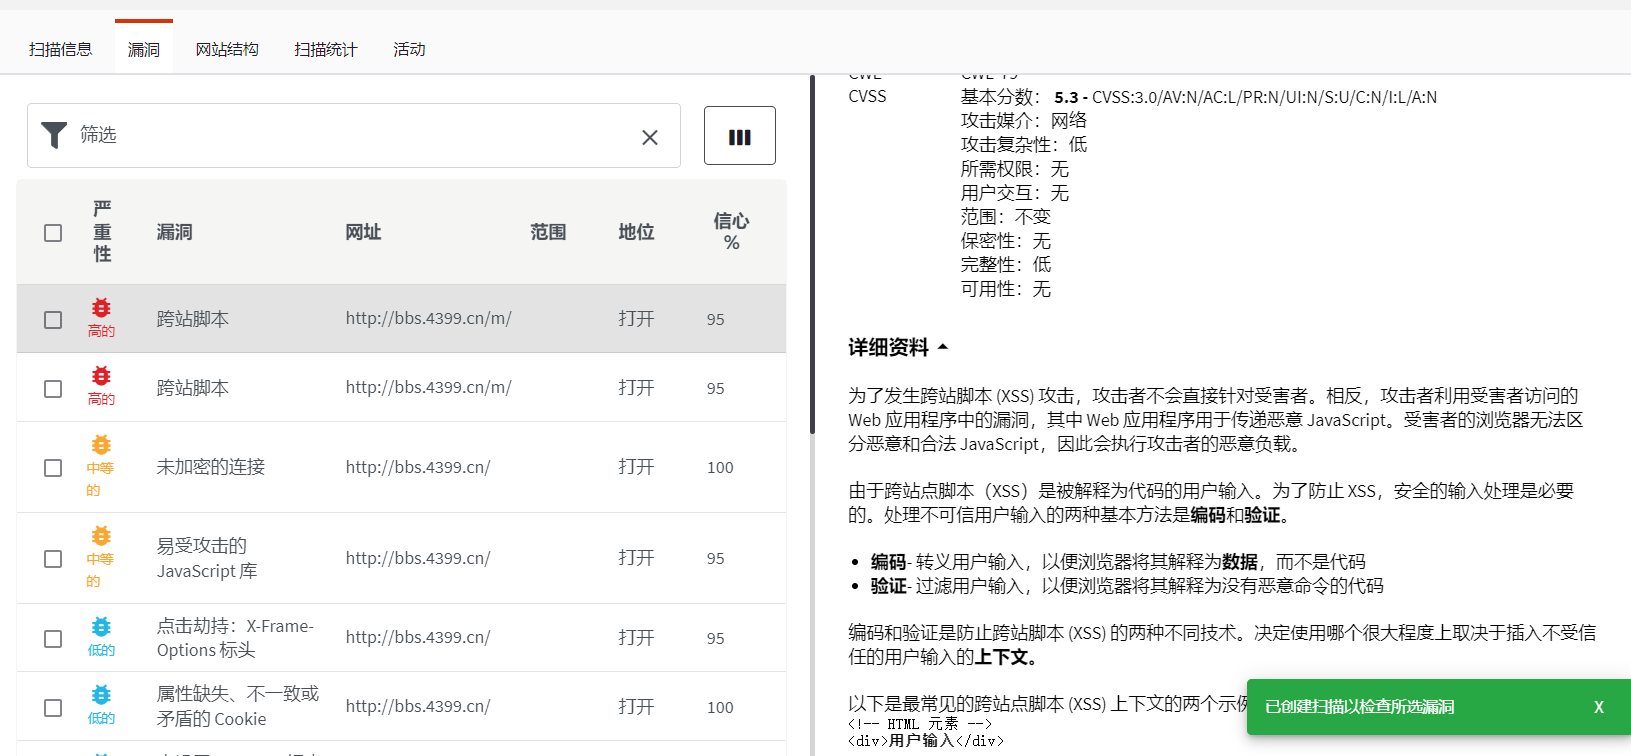 扫描信息 漏洞 网站结构 扫描统计 活动
筛选
严重性 漏洞 网址 范围 地位 信心 %
高的 跨站脚本 http://bbs.4399.cn/m/ 打开 95
高的 跨站脚本 http://bbs.4399.cn/m/ 打开 95
中等的 未加密的连接 http://bbs.4399.cn/ 打开 100
中等的 易受攻击的 JavaScript 库 http://bbs.4399.cn/ 打开 95
低的 点击劫持：X-Frame-Options 标头 http://bbs.4399.cn/ 打开 95
低的 属性缺失、不一致或矛盾的 Cookie http://bbs.4399.cn/ 打开 100
CVSS 基本分数： 5.3 - CVSS:3.0/AV:N/AC:L/PR:N/UI:N/S:U/C:N/I:L/A:N
攻击媒介：网络
攻击复杂性：低
所需权限：无
用户交互：无
范围：不变
保密性：无
完整性：低
可用性：无
详细资料
为了发生跨站脚本 (XSS) 攻击，攻击者不会直接针对受害者。相反，攻击者利用受害者访问的
Web 应用程序中的漏洞，其中 Web 应用程序用于传递恶意 JavaScript。受害者的浏览器无法区
分恶意和合法 JavaScript，因此会执行攻击者的恶意负载。
由于跨站点脚本（XSS）是被解释为代码的用户输入。为了防止 XSS，安全的输入处理是必要
的。处理不可信用户输入的两种基本方法是编码和验证。
• 编码- 转义用户输入，以便浏览器将其解释为数据，而不是代码
• 验证- 过滤用户输入，以便浏览器将其解释为没有恶意命令的代码
编码和验证是防止跨站脚本 (XSS) 的两种不同技术。决定使用哪个很大程度上取决于插入不受信
任的用户输入的上下文。
以下是最常见的跨站点脚本 (XSS) 上下文的两个示例
<!-- HTML 元素 -->
<div>用户输入</div>
已创建扫描以检查所选漏洞 X